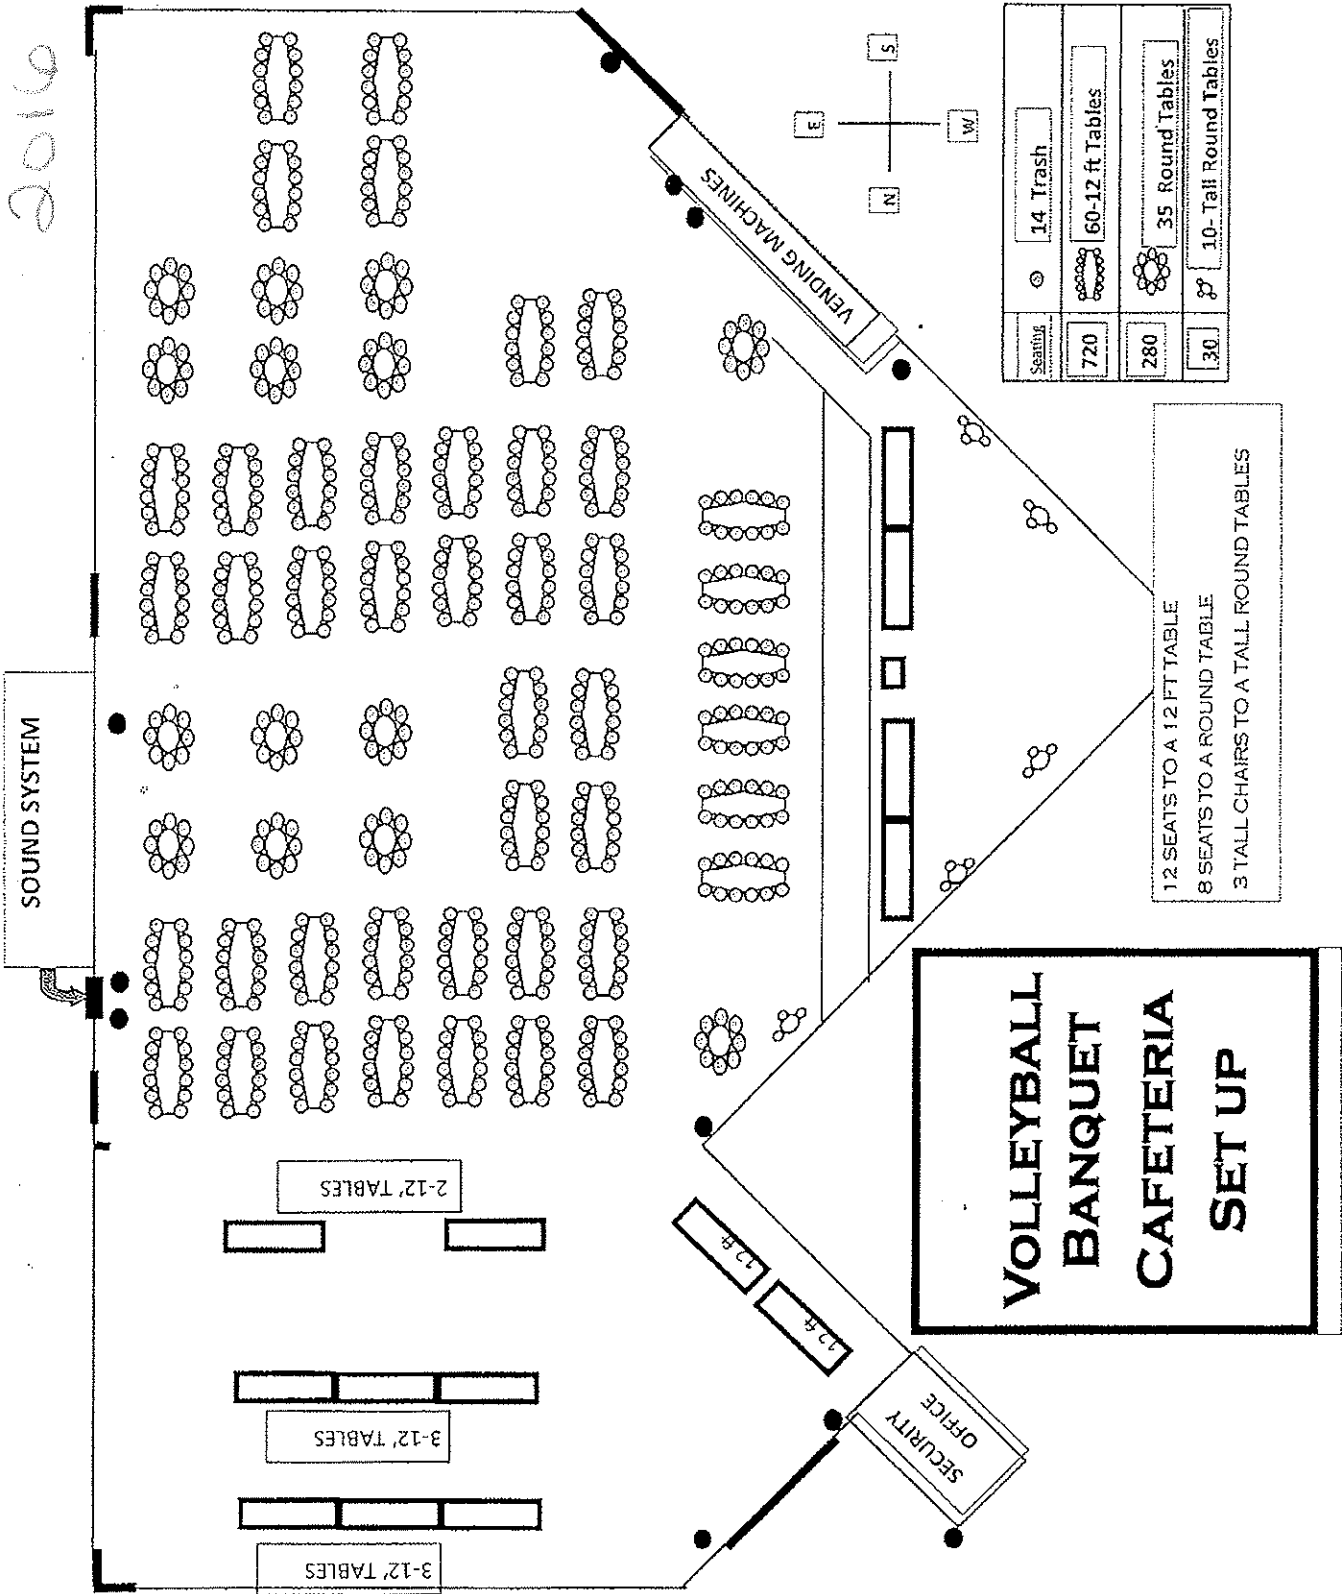 2016
SOUND SYSTEM
VENDING MACHINES
E
S
N
W
Seating
14 Trash
720
60-12 ft Tables
280
35 Round Tables
30
10- Tall Round Tables
12 SEATS TO A 12 FT TABLE
8 SEATS TO A ROUND TABLE
3 TALL CHAIRS TO A TALL ROUND TABLES
2-12' TABLES
3-12' TABLES
3-12' TABLES
12 ft
12 ft
SECURITY
OFFICE
VOLLEYBALL
BANQUET
CAFETERIA
SET UP